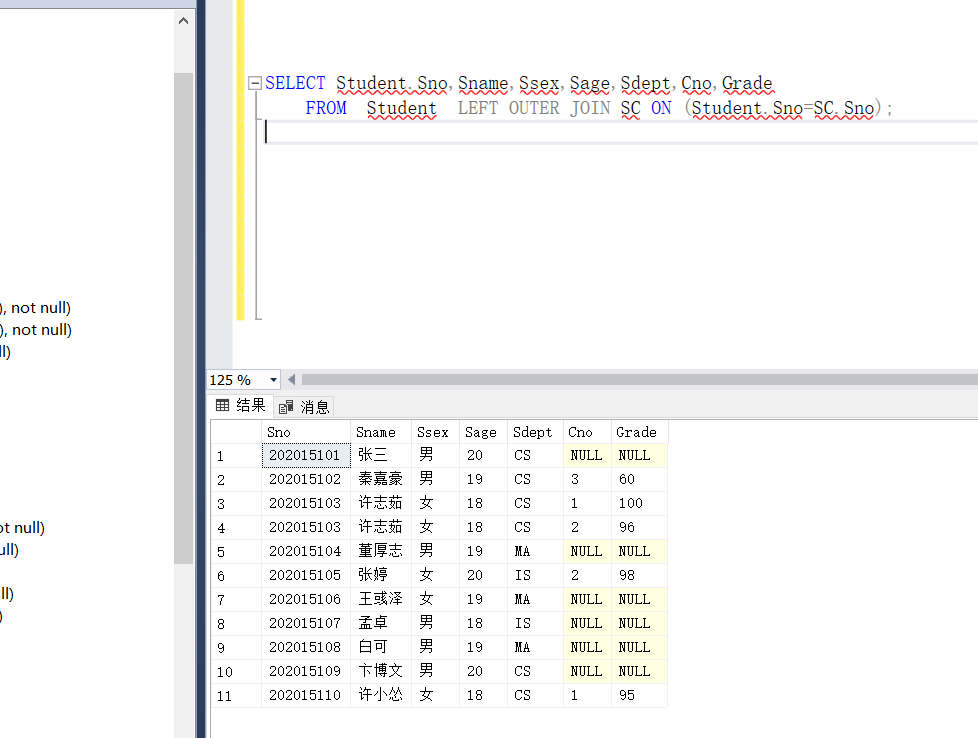 SELECT Student.Sno,Sname,Ssex,Sage,Sdept,Cno,Grade
FROM Student LEFT OUTER JOIN SC ON (Student.Sno=SC.Sno);
), not null)
), not null)
ll)
ot null)
ull)
ll)
)
125 %
结果 消息
Sno Sname Ssex Sage Sdept Cno Grade
1 202015101 张三 男 20 CS NULL NULL
2 202015102 秦嘉豪 男 19 CS 3 60
3 202015103 许志茹 女 18 CS 1 100
4 202015103 许志茹 女 18 CS 2 96
5 202015104 董厚志 男 19 MA NULL NULL
6 202015105 张婷 女 20 IS 2 98
7 202015106 王彧泽 女 19 MA NULL NULL
8 202015107 孟卓 男 18 IS NULL NULL
9 202015108 白可 男 19 MA NULL NULL
10 202015109 卞博文 男 20 CS NULL NULL
11 202015110 许小怂 女 18 CS 1 95